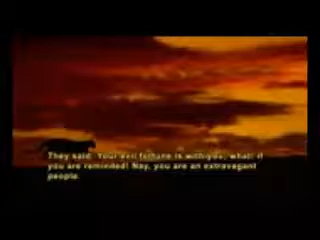 They said: Your evil fortune is with you; what! if
you are reminded! Nay, you are an extravagant
people.